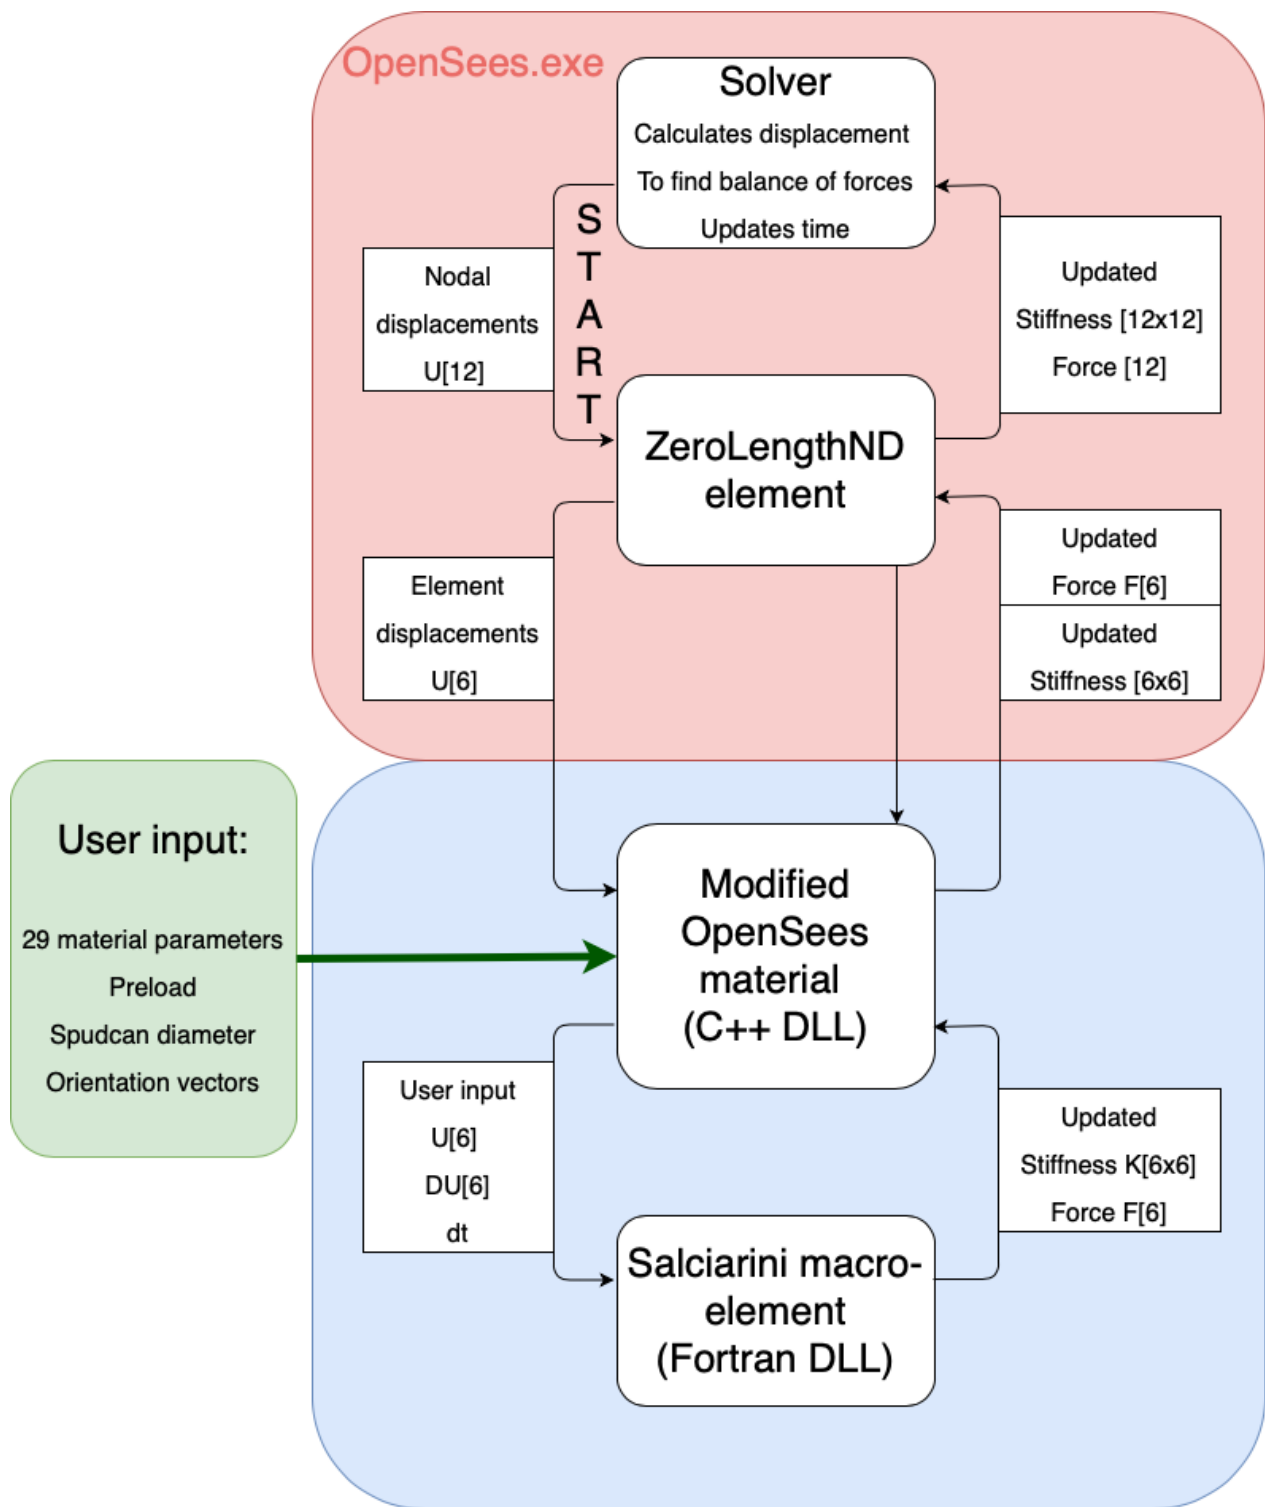 OpenSees.exe
Solver
Calculates displacement
To find balance of forces
Updates time
START
Nodal
displacements
U[12]
Updated
Stiffness [12x12]
Force [12]
ZeroLengthND
element
Element
displacements
U[6]
Updated
Force F[6]
Updated
Stiffness [6x6]
User input:
29 material parameters
Preload
Spudcan diameter
Orientation vectors
Modified
OpenSees
material
(C++ DLL)
User input
U[6]
DU[6]
dt
Updated
Stiffness K[6x6]
Force F[6]
Salciarini macro-
element
(Fortran DLL)